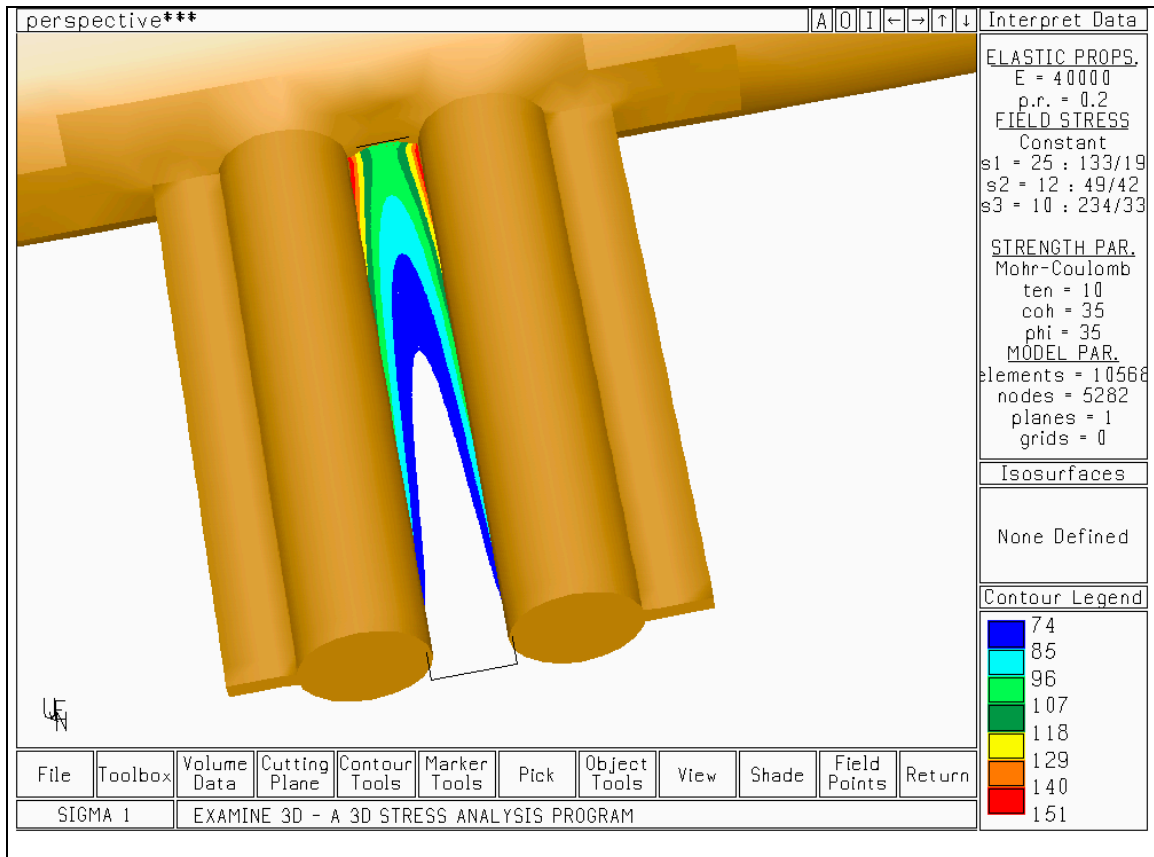 perspective***
A O I ← → ↑ ↓
Interpret Data
ELASTIC PROPS.
E = 40000
p.r. = 0.2
FIELD STRESS
Constant
s1 = 25 : 133/19
s2 = 12 : 49/42
s3 = 10 : 234/33
STRENGTH PAR.
Mohr-Coulomb
ten = 10
coh = 35
phi = 35
MODEL PAR.
elements = 10568
nodes = 5282
planes = 1
grids = 0
Isosurfaces
None Defined
Contour Legend
74
85
96
107
118
129
140
151
File
Toolbox
Volume
Data
Cutting
Plane
Contour
Tools
Marker
Tools
Pick
Object
Tools
View
Shade
Field
Points
Return
SIGMA 1
EXAMINE 3D - A 3D STRESS ANALYSIS PROGRAM